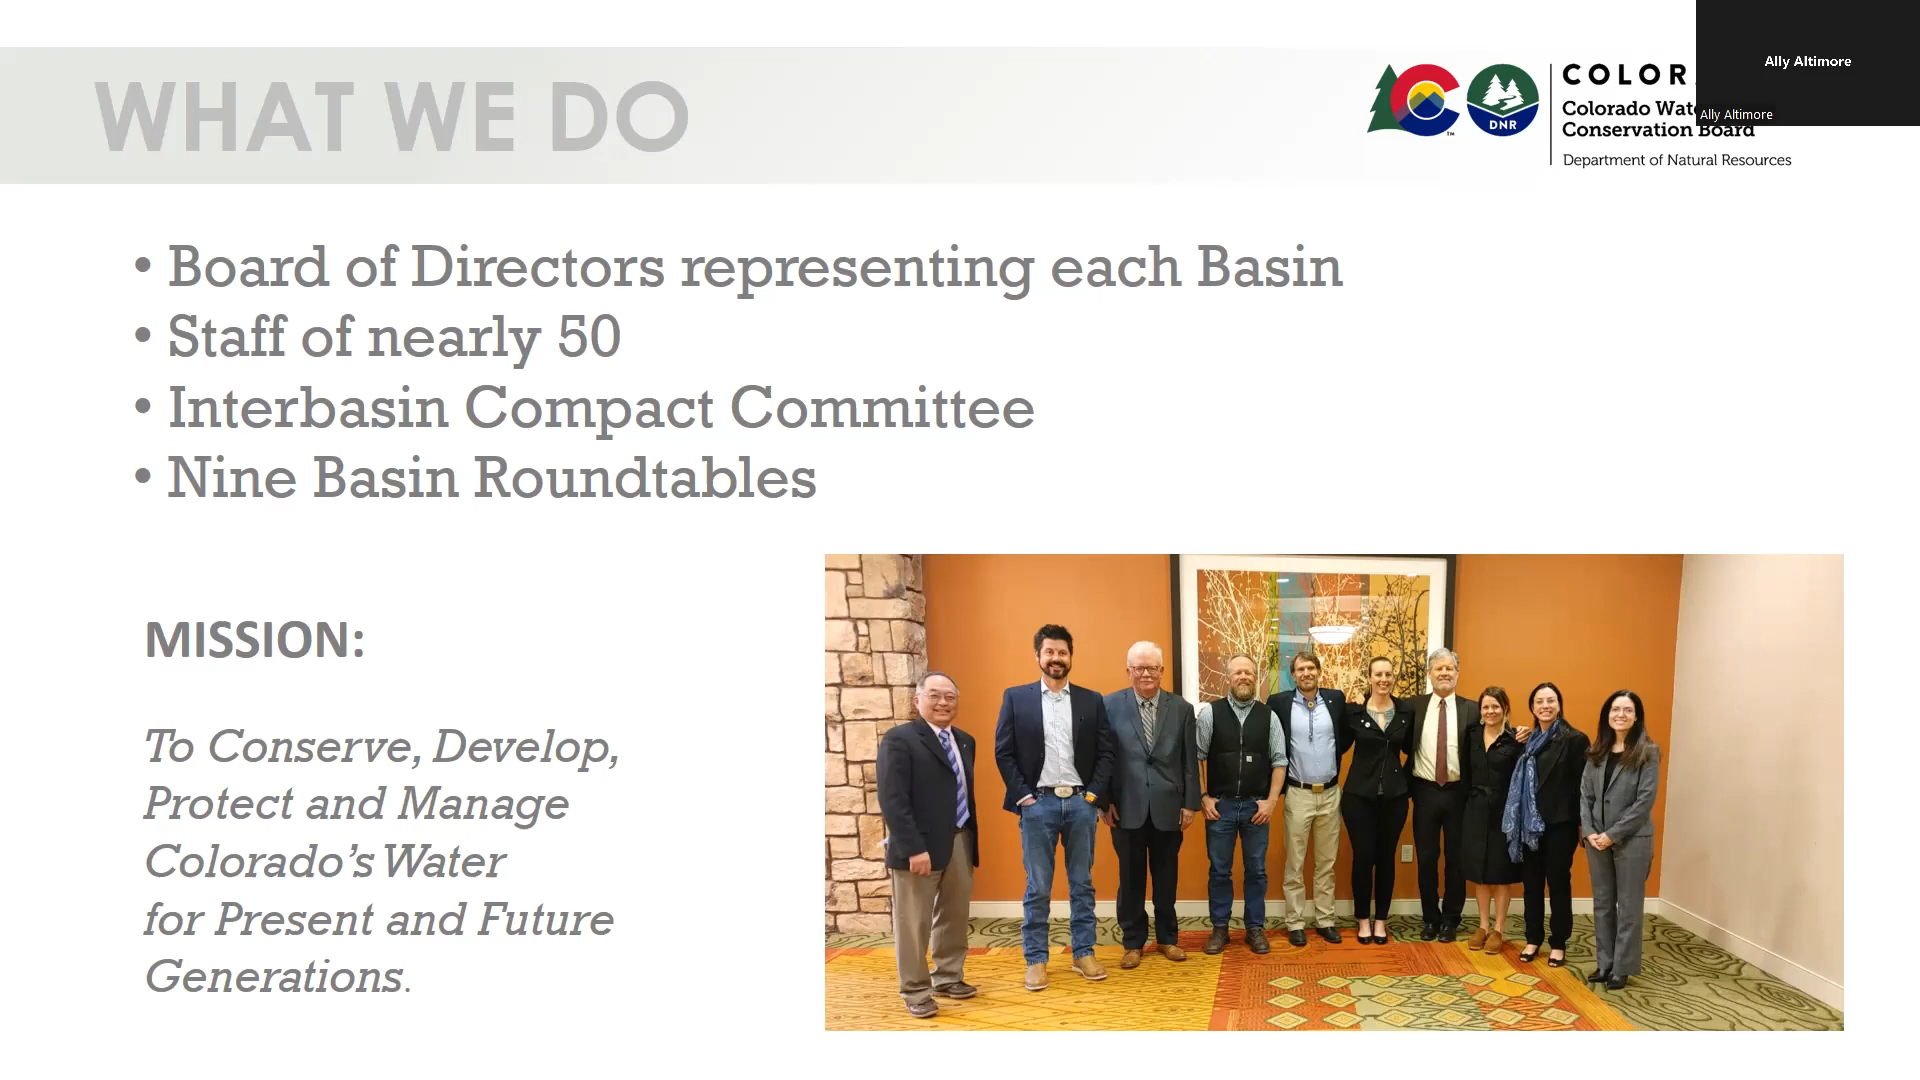 WHAT WE DO
COLOR
Colorado Wat
Conservation Board
Department of Natural Resources
DNR
TM
Ally Altimore
Ally Altimore
• Board of Directors representing each Basin
• Staff of nearly 50
• Interbasin Compact Committee
• Nine Basin Roundtables
MISSION:
To Conserve, Develop,
Protect and Manage
Colorado’s Water
for Present and Future
Generations.